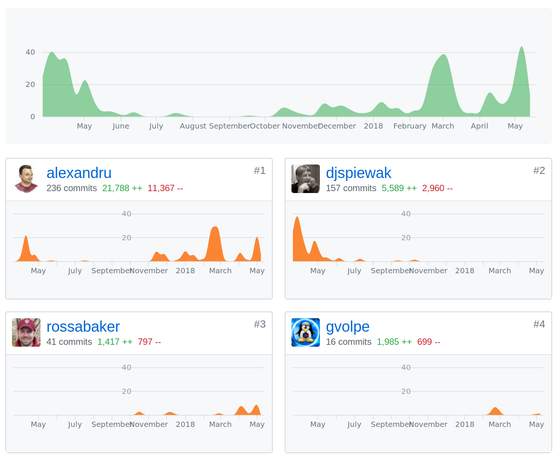 40
20
0
May June July August September October November December 2018 February March April May
alexandru #1
236 commits 21,788 ++ 11,367 --
40
20
May July September November 2018 March May
djspiewak #2
157 commits 5,589 ++ 2,960 --
40
20
May July September November 2018 March May
rossabaker #3
41 commits 1,417 ++ 797 --
40
20
May July September November 2018 March May
gvolpe #4
16 commits 1,985 ++ 699 --
40
20
May July September November 2018 March May